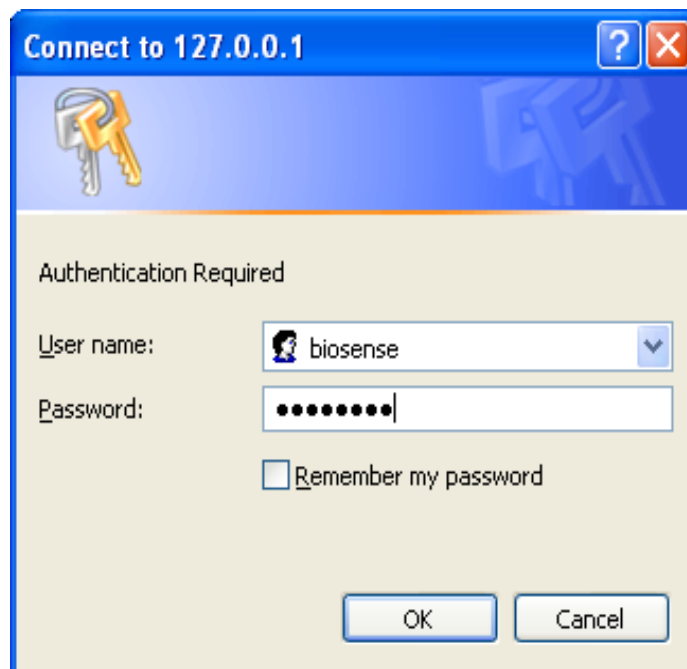 Connect to 127.0.0.1
Authentication Required
User name: biosense
Password: ••••••••
Remember my password
OK Cancel